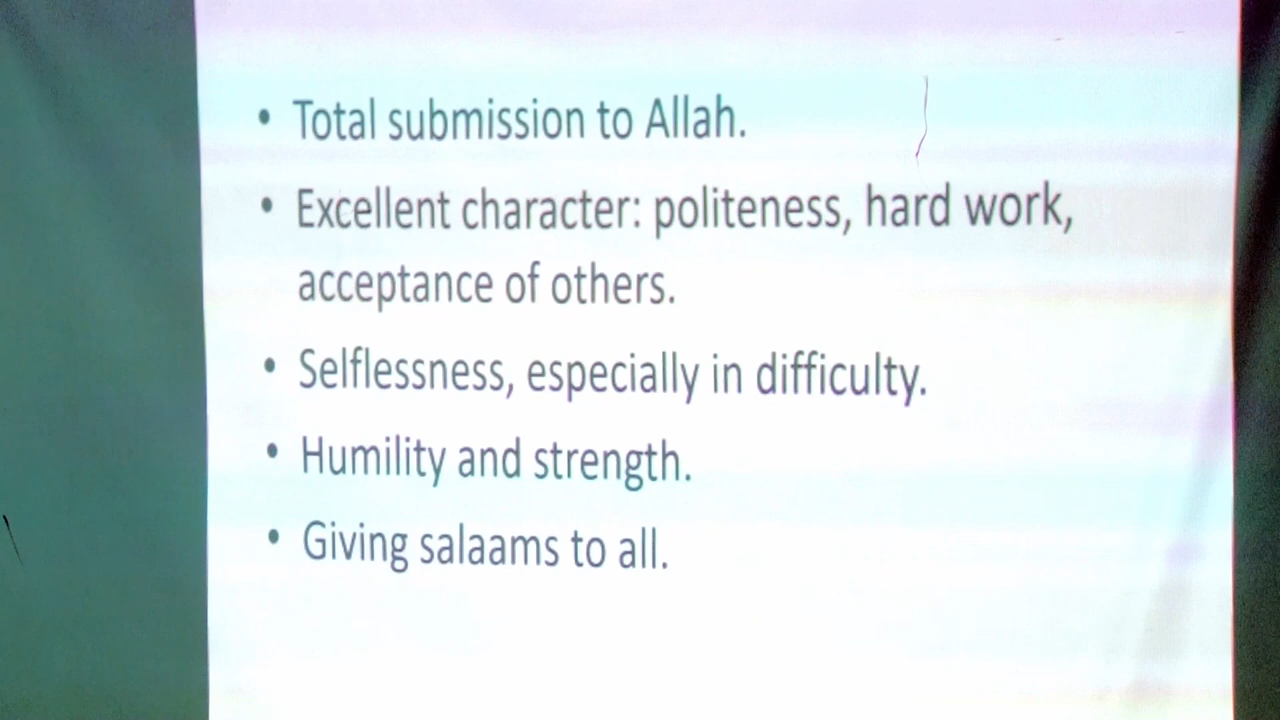 • Total submission to Allah.
• Excellent character: politeness, hard work,
acceptance of others.
• Selflessness, especially in difficulty.
• Humility and strength.
• Giving salaams to all.